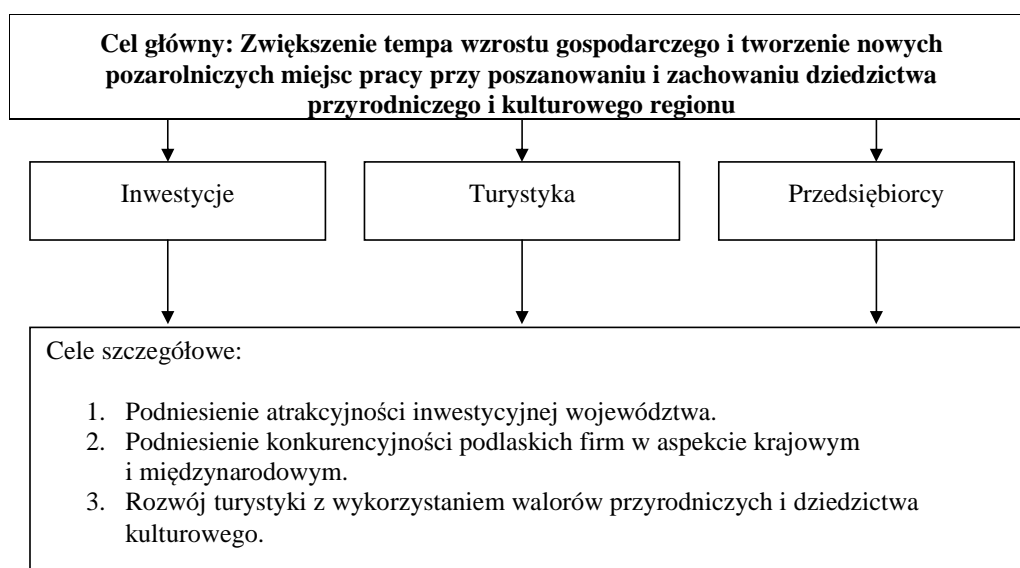 Cel główny: Zwiększenie tempa wzrostu gospodarczego i tworzenie nowych
pozarolniczych miejsc pracy przy poszanowaniu i zachowaniu dziedzictwa
przyrodniczego i kulturowego regionu
Inwestycje
Turystyka
Przedsiębiorcy
Cele szczegółowe:
1. Podniesienie atrakcyjności inwestycyjnej województwa.
2. Podniesienie konkurencyjności podlaskich firm w aspekcie krajowym
i międzynarodowym.
3. Rozwój turystyki z wykorzystaniem walorów przyrodniczych i dziedzictwa
kulturowego.